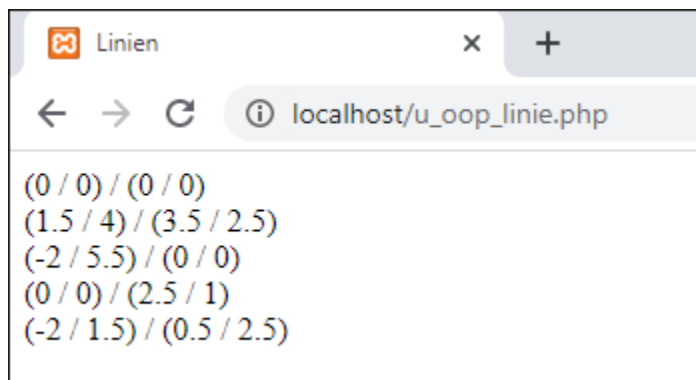 Linien
localhost/u_oop_linie.php
(0 / 0) / (0 / 0)
(1.5 / 4) / (3.5 / 2.5)
(-2 / 5.5) / (0 / 0)
(0 / 0) / (2.5 / 1)
(-2 / 1.5) / (0.5 / 2.5)